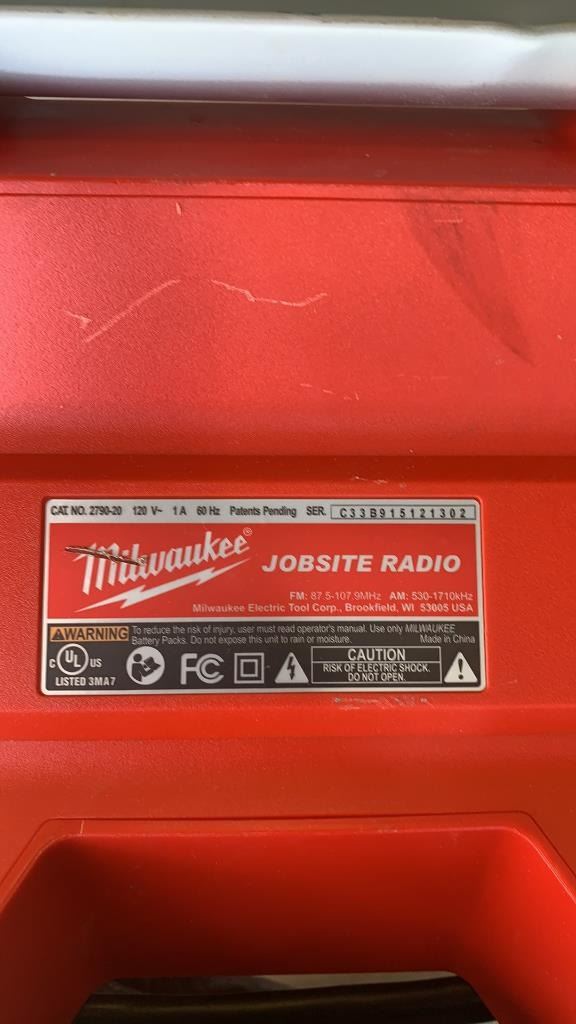 CAT. NO. 2790-20 120 V~ 1 A 60 Hz Patents Pending SER. C33B915121302
Milwaukee®
JOBSITE RADIO
FM: 87.5-107.9MHz AM: 530-1710kHz
Milwaukee Electric Tool Corp., Brookfield, WI 53005 USA
WARNING To reduce the risk of injury, user must read operator's manual. Use only MILWAUKEE
Battery Packs. Do not expose this unit to rain or moisture. Made in China
C UL US
LISTED 3MA7
FC
CAUTION
RISK OF ELECTRIC SHOCK.
DO NOT OPEN.